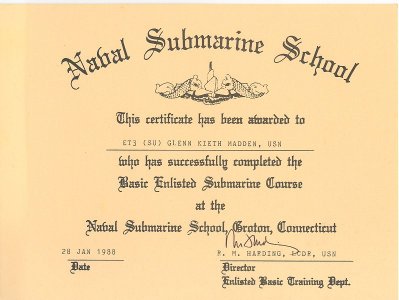 Naval Submarine School
This certificate has been awarded to
ET3 (SU) GLENN KIETH MADDEN, USN
who has successfully completed the
Basic Enlisted Submarine Course
at the
Naval Submarine School, Groton, Connecticut
28 JAN 1988 R. M. HARDING, LCDR, USN
Date Director
Enlisted Basic Training Dept.